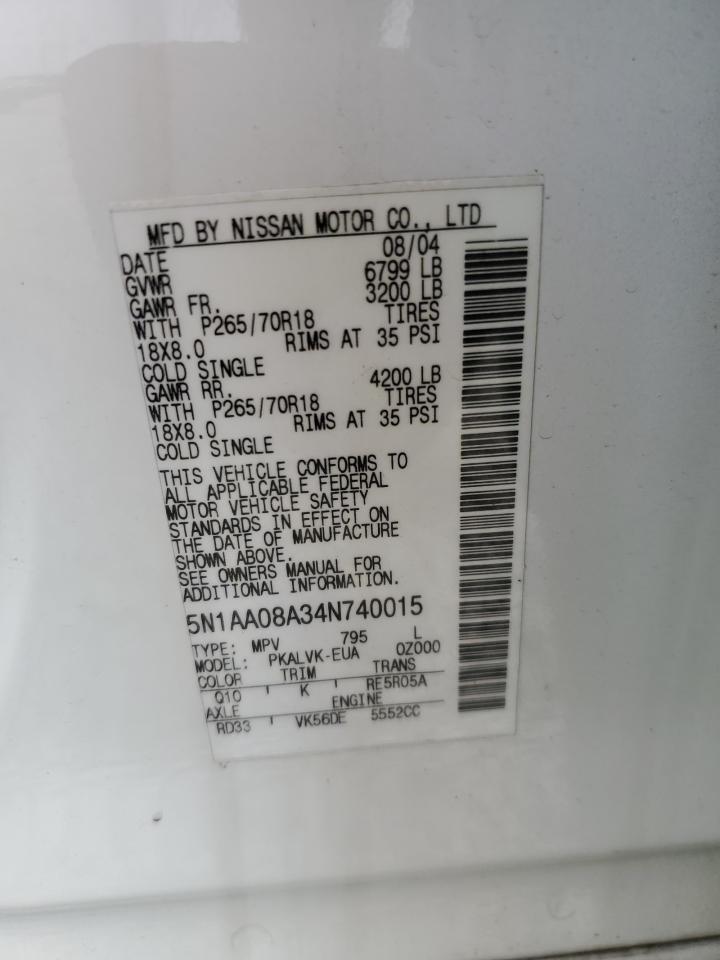 MFD BY NISSAN MOTOR CO., LTD
DATE 08/04
GVWR 6799 LB
GAWR FR. 3200 LB
WITH P265/70R18 TIRES
18X8.0 RIMS AT 35 PSI
COLD SINGLE
GAWR RR. 4200 LB
WITH P265/70R18 TIRES
18X8.0 RIMS AT 35 PSI
COLD SINGLE
THIS VEHICLE CONFORMS TO
ALL APPLICABLE FEDERAL
MOTOR VEHICLE SAFETY
STANDARDS IN EFFECT ON
THE DATE OF MANUFACTURE
SHOWN ABOVE.
SEE OWNERS MANUAL FOR
ADDITIONAL INFORMATION.
5N1AA08A34N740015
TYPE: MPV 795 L
MODEL: PKALVK-EUA 0Z000
COLOR TRIM TRANS
Q10 K RE5R05A
AXLE ENGINE
RD33 VK56DE 5552CC